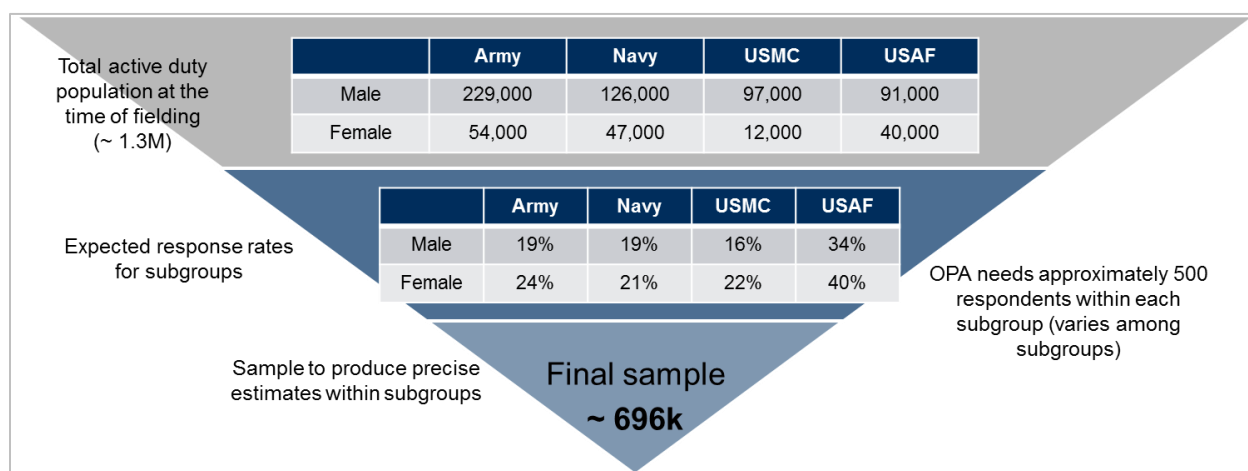 Total active duty
population at the
time of fielding
(~ 1.3M)
Army Navy USMC USAF
Male 229,000 126,000 97,000 91,000
Female 54,000 47,000 12,000 40,000
Expected response rates
for subgroups
Army Navy USMC USAF
Male 19% 19% 16% 34%
Female 24% 21% 22% 40%
OPA needs approximately 500
respondents within each
subgroup (varies among
subgroups)
Sample to produce precise
estimates within subgroups
Final sample
~ 696k